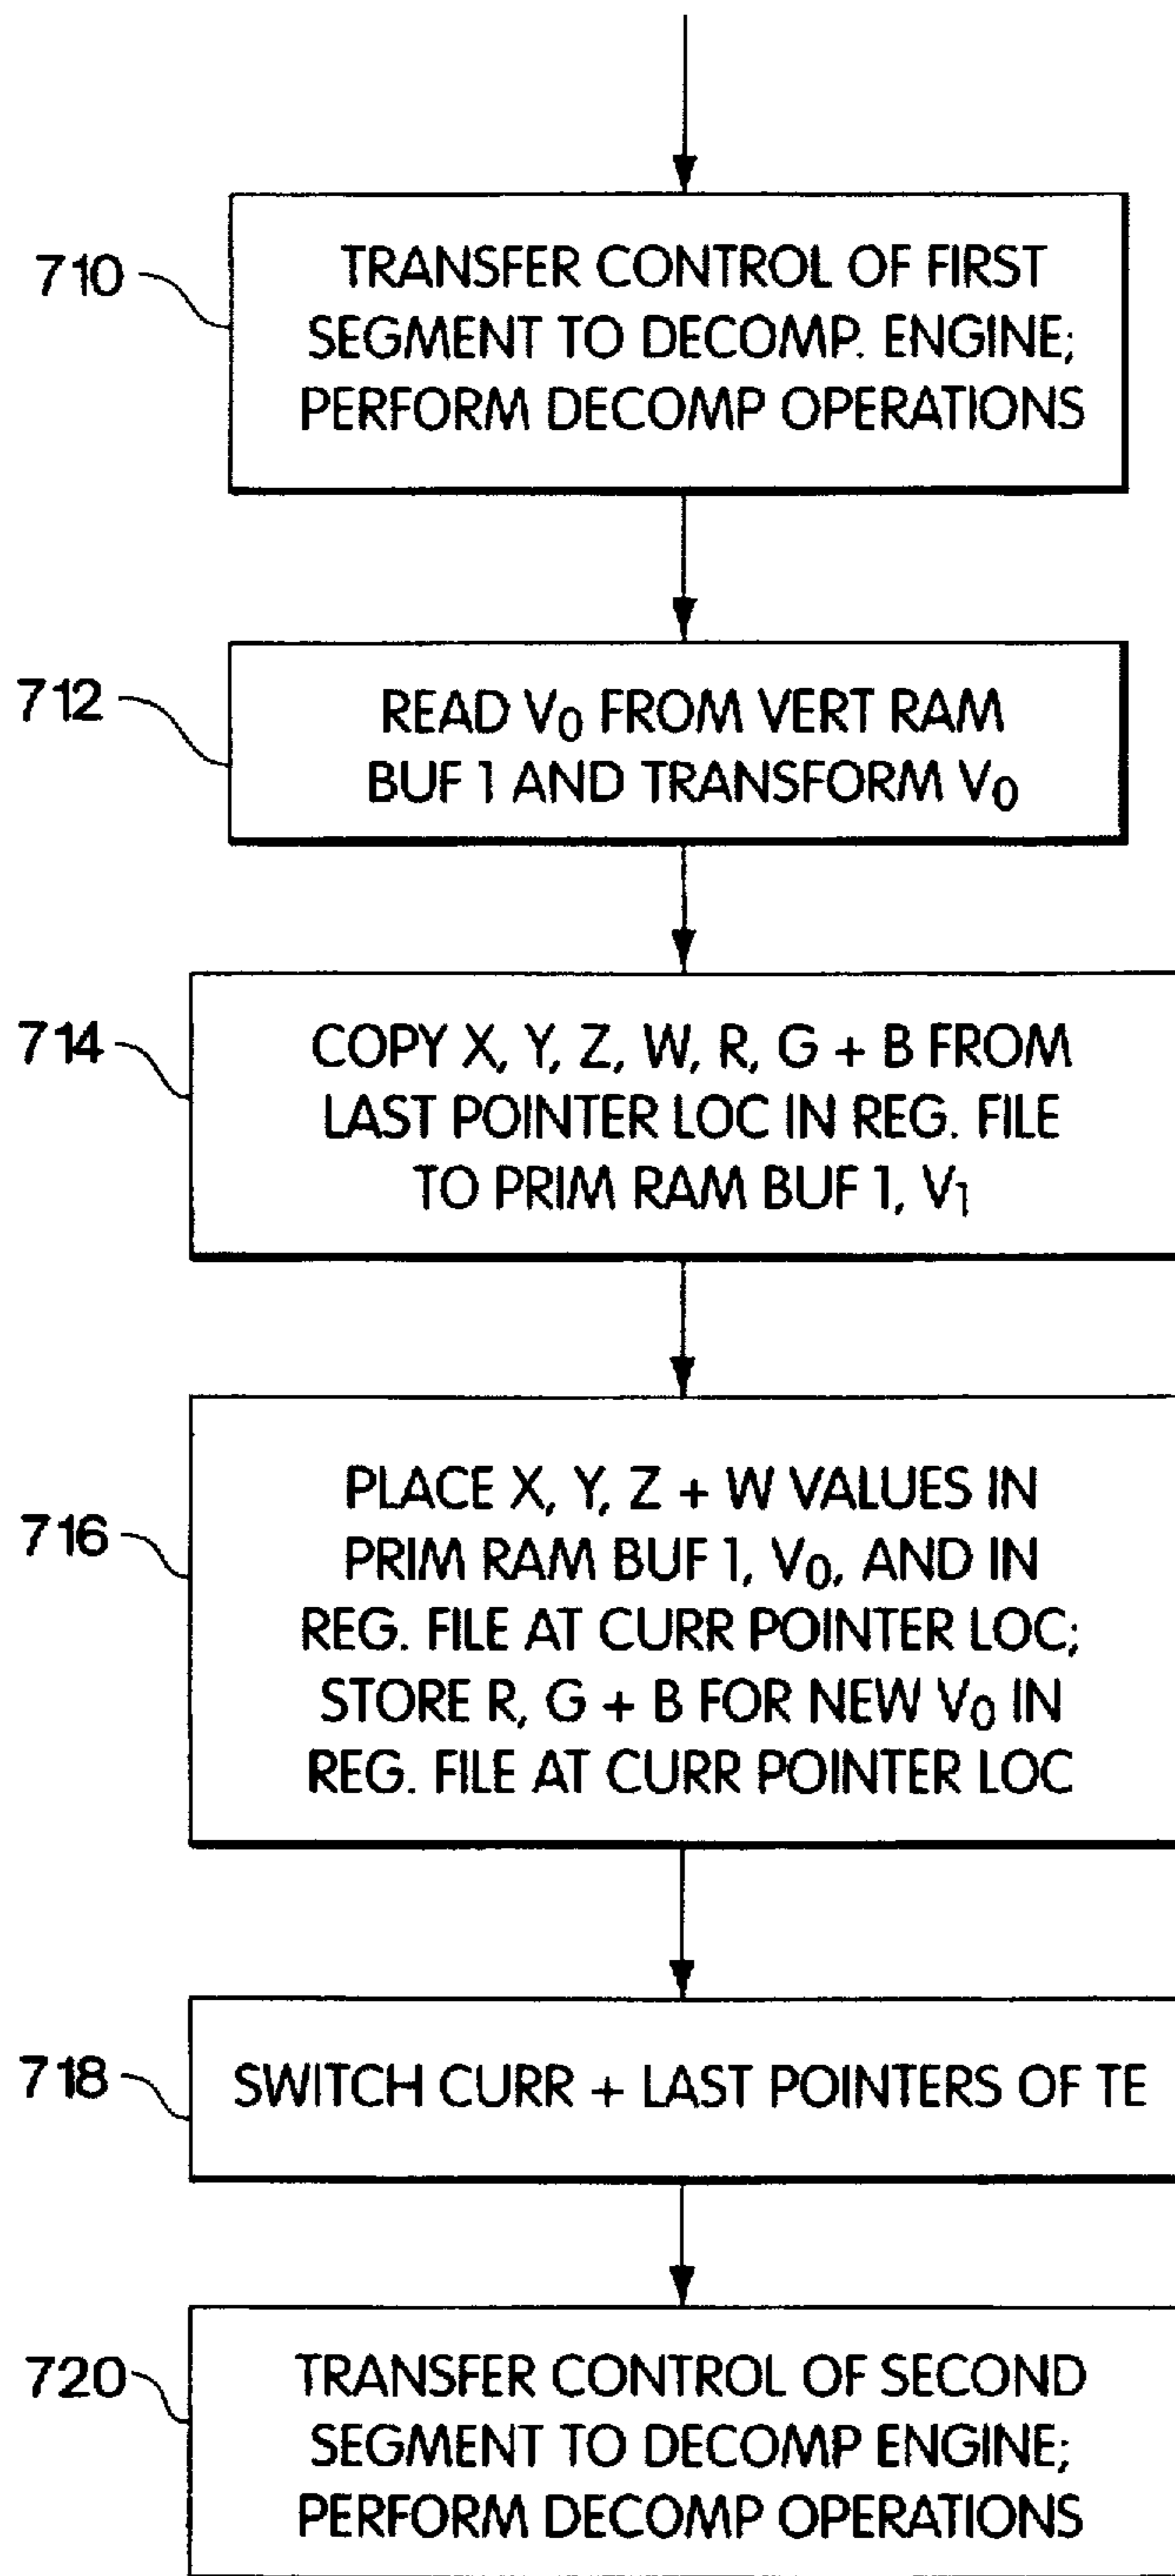 710
TRANSFER CONTROL OF FIRST
SEGMENT TO DECOMP. ENGINE;
PERFORM DECOMP OPERATIONS
712
READ V0 FROM VERT RAM
BUF 1 AND TRANSFORM V0
714
COPY X, Y, Z, W, R, G + B FROM
LAST POINTER LOC IN REG. FILE
TO PRIM RAM BUF 1, V1
716
PLACE X, Y, Z + W VALUES IN
PRIM RAM BUF 1, V0, AND IN
REG. FILE AT CURR POINTER LOC;
STORE R, G + B FOR NEW V0 IN
REG. FILE AT CURR POINTER LOC
718
SWITCH CURR + LAST POINTERS OF TE
720
TRANSFER CONTROL OF SECOND
SEGMENT TO DECOMP ENGINE;
PERFORM DECOMP OPERATIONS